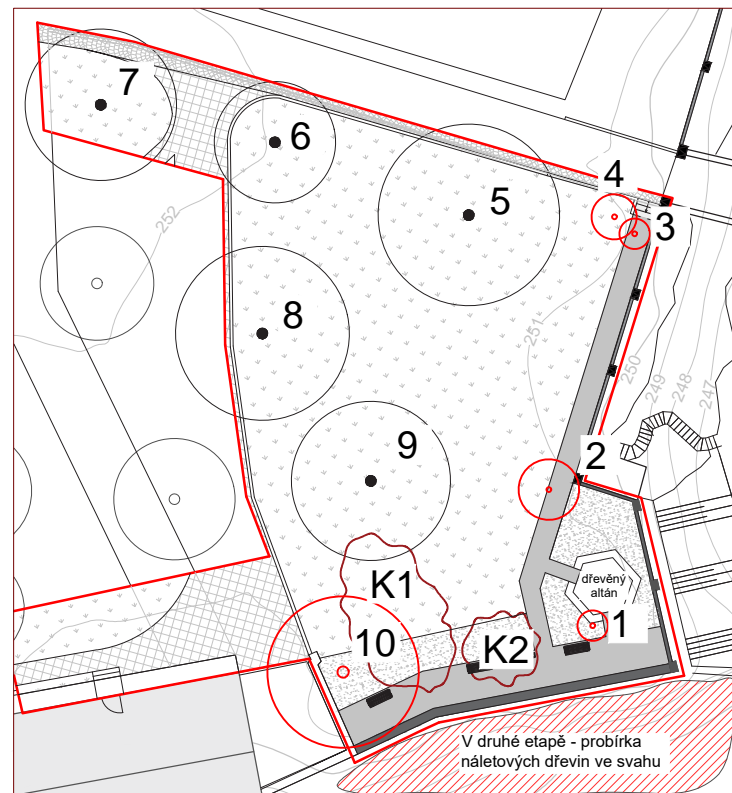 7
6
4
5
3
252
8
251
250
249
248
247
2
9
K1
dřevěný
altán
1
10
K2
V druhé etapě - probírka
náletových dřevin ve svahu